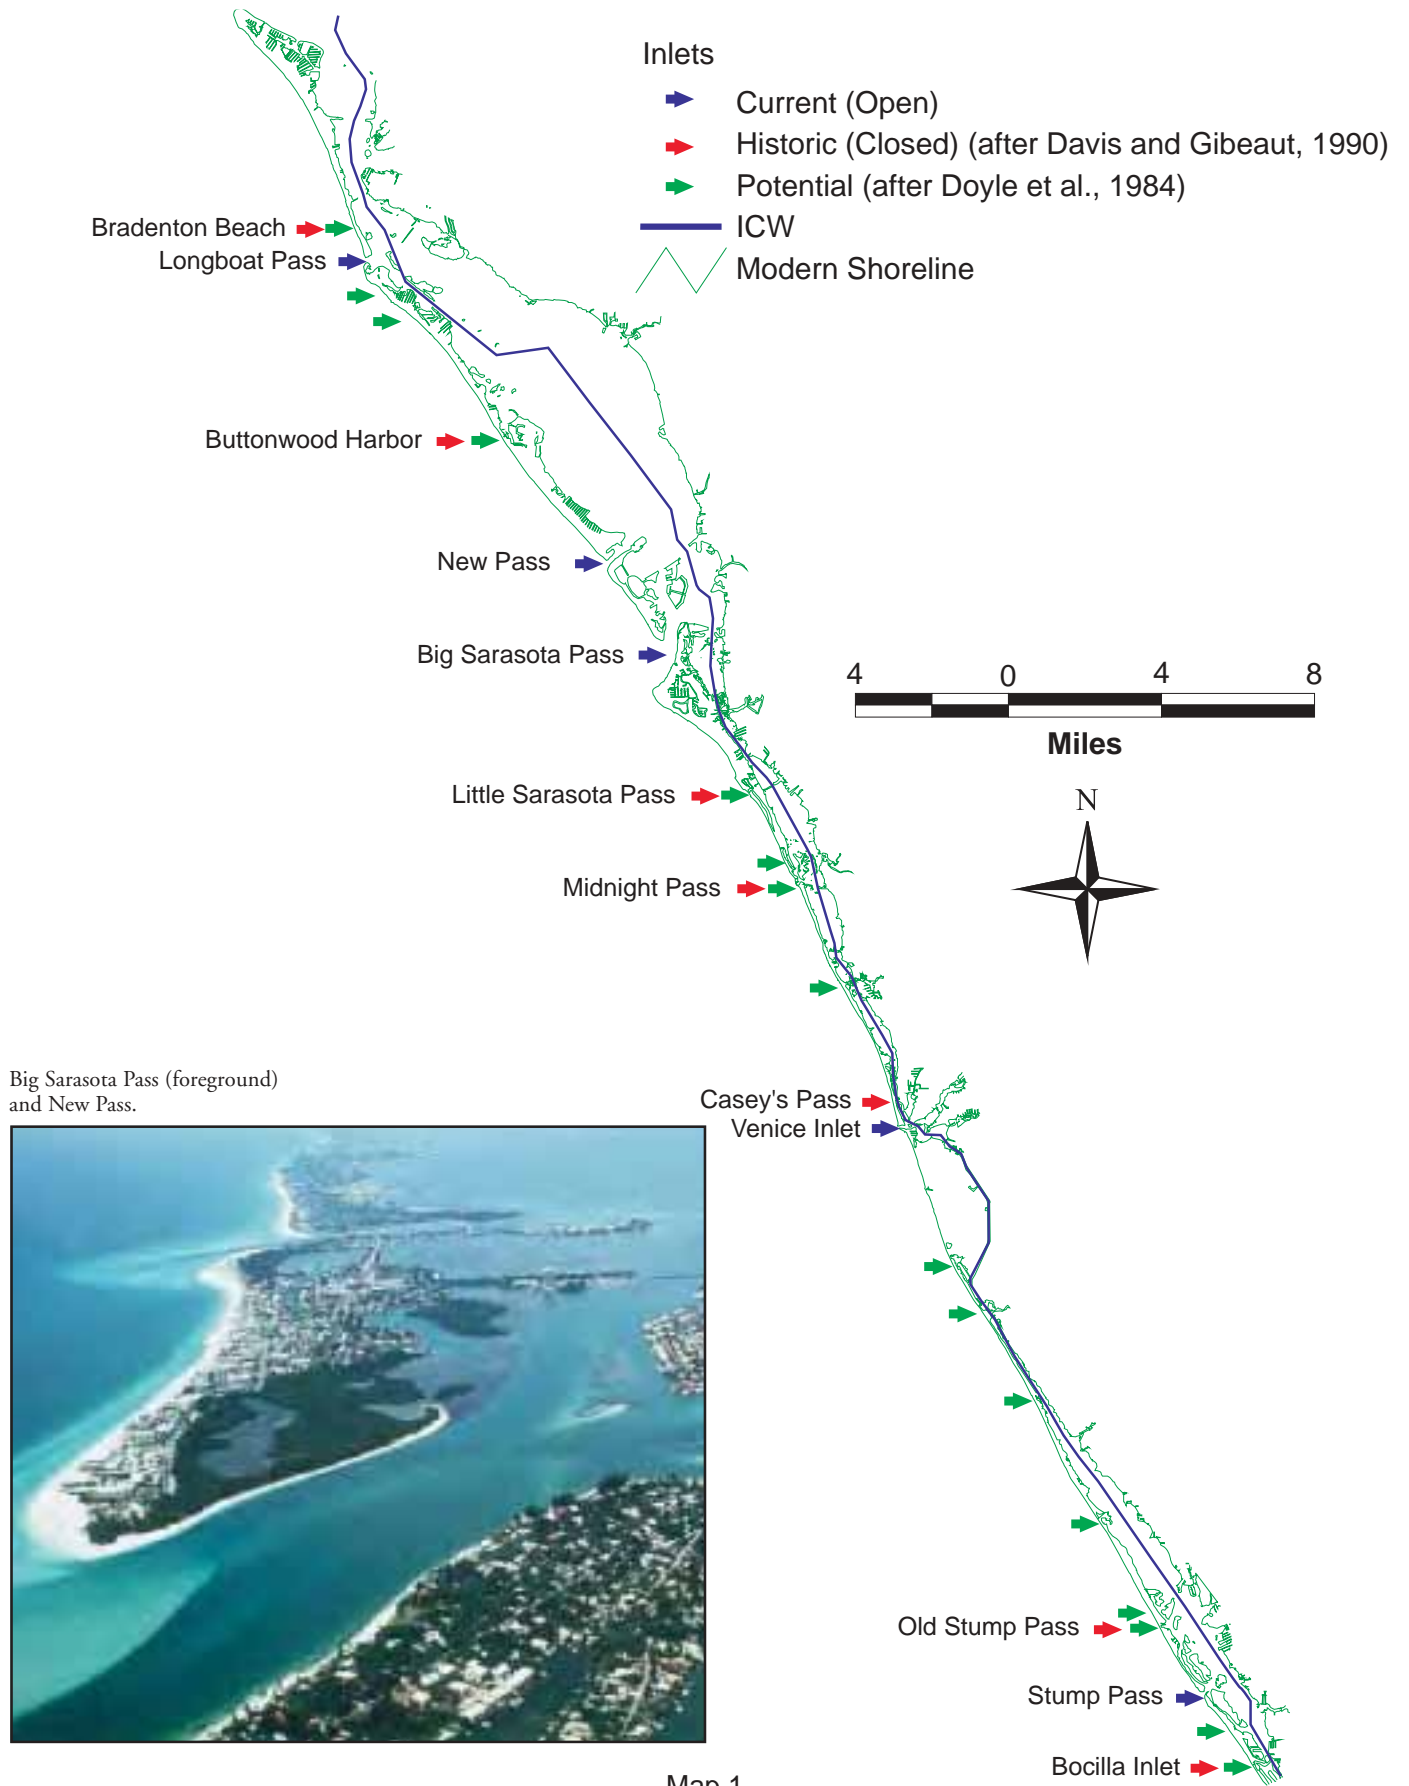 Inlets
Current (Open)
Historic (Closed) (after Davis and Gibeaut, 1990)
Potential (after Doyle et al., 1984)
ICW
Modern Shoreline
Bradenton Beach
Longboat Pass
Buttonwood Harbor
New Pass
Big Sarasota Pass
4 0 4 8
Miles
N
Little Sarasota Pass
Midnight Pass
Casey's Pass
Venice Inlet
Big Sarasota Pass (foreground)
and New Pass.
Old Stump Pass
Stump Pass
Bocilla Inlet
Map 1